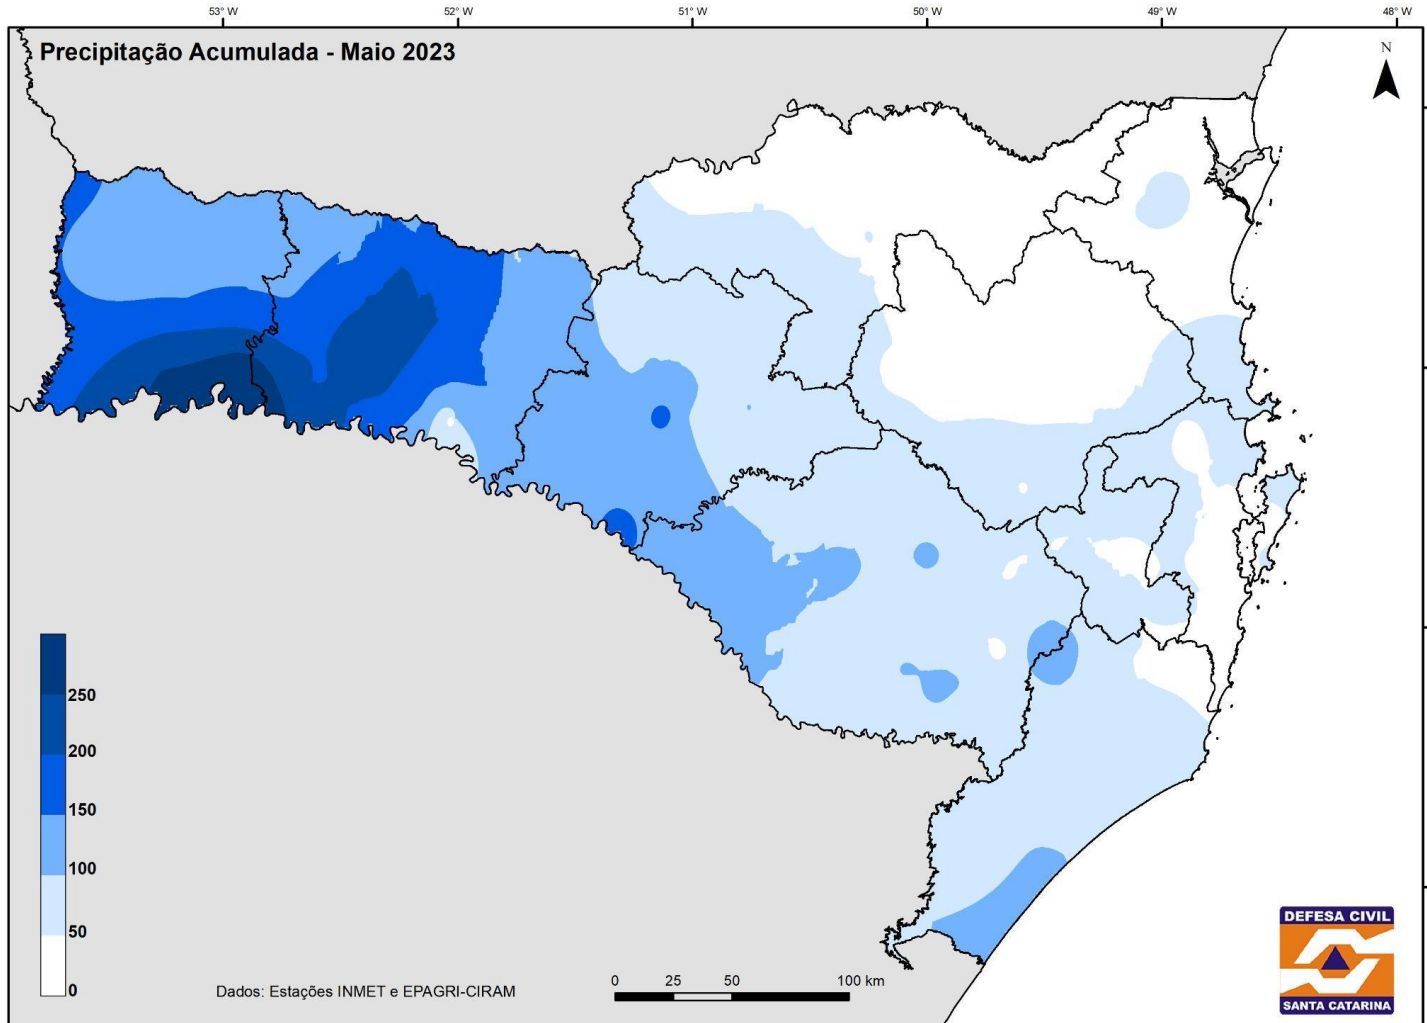 53° W
52° W
51° W
50° W
49° W
48° W
Precipitação Acumulada - Maio 2023
N
250
200
150
100
50
0
Dados: Estações INMET e EPAGRI-CIRAM
0 25 50 100 km
DEFESA CIVIL
SANTA CATARINA